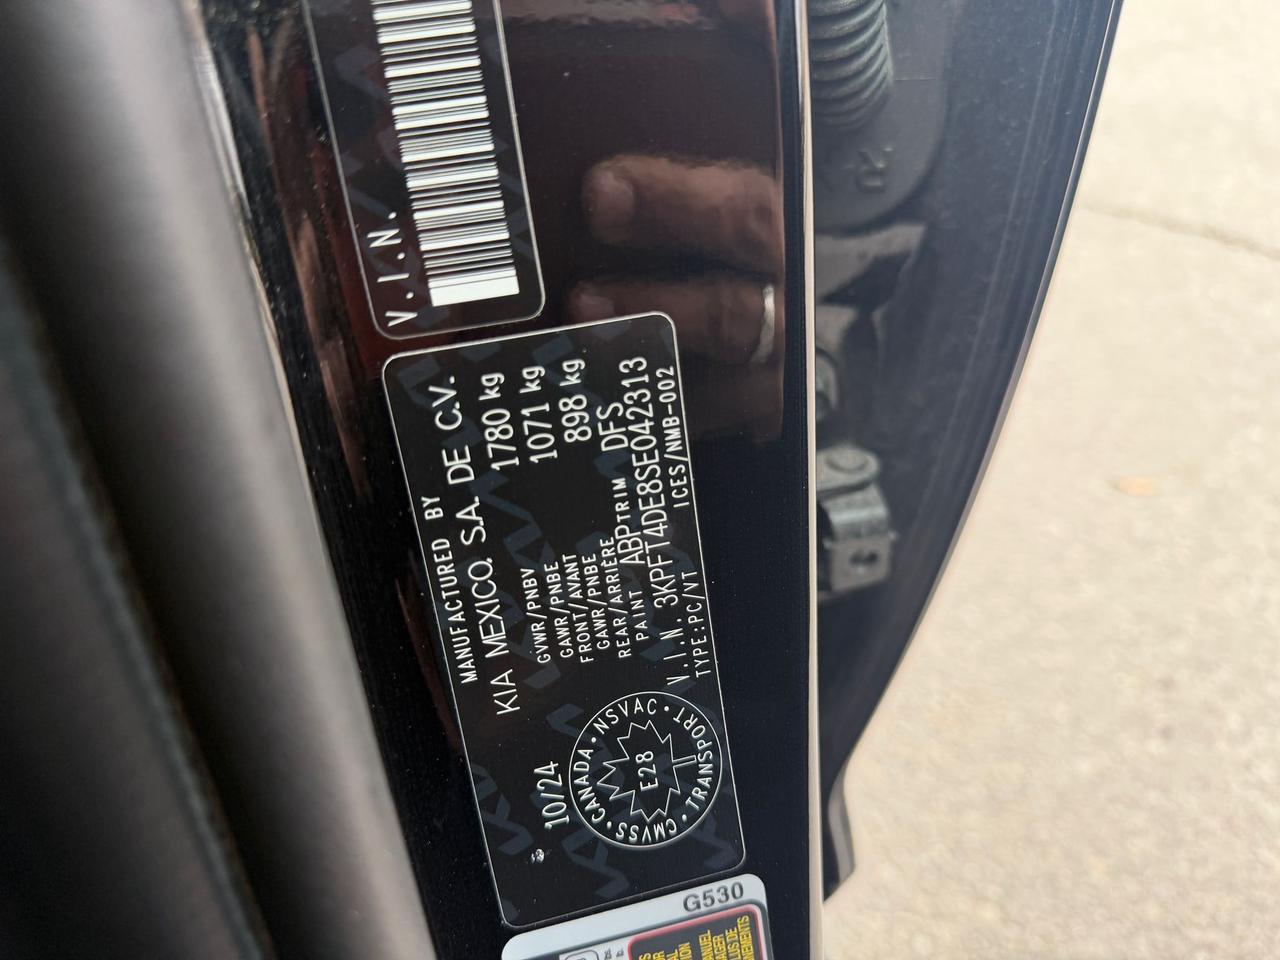 V.I.N.
MANUFACTURED BY
KIA MEXICO, S.A. DE C.V.
10/24
GVWR/PNBV 1780 kg
GAWR/PNBE
FRONT/AVANT 1071 kg
GAWR/PNBE
REAR/ARRIÈRE 898 kg
PAINT ABP TRIM DFS
V.I.N. 3KPFT4DE8SE042313
TYPE:PC/VT ICES/NMB-002
CMVSS • CANADA • NSVAC • TRANSPORT
E28
G530
MANUEL